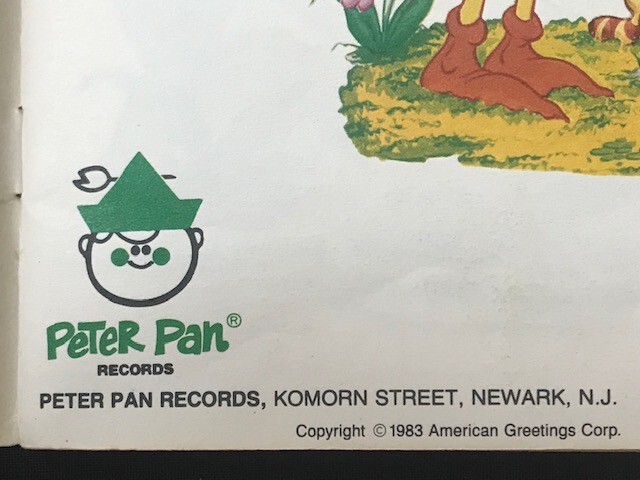 Peter Pan®
RECORDS
PETER PAN RECORDS, KOMORN STREET, NEWARK, N.J.
Copyright © 1983 American Greetings Corp.